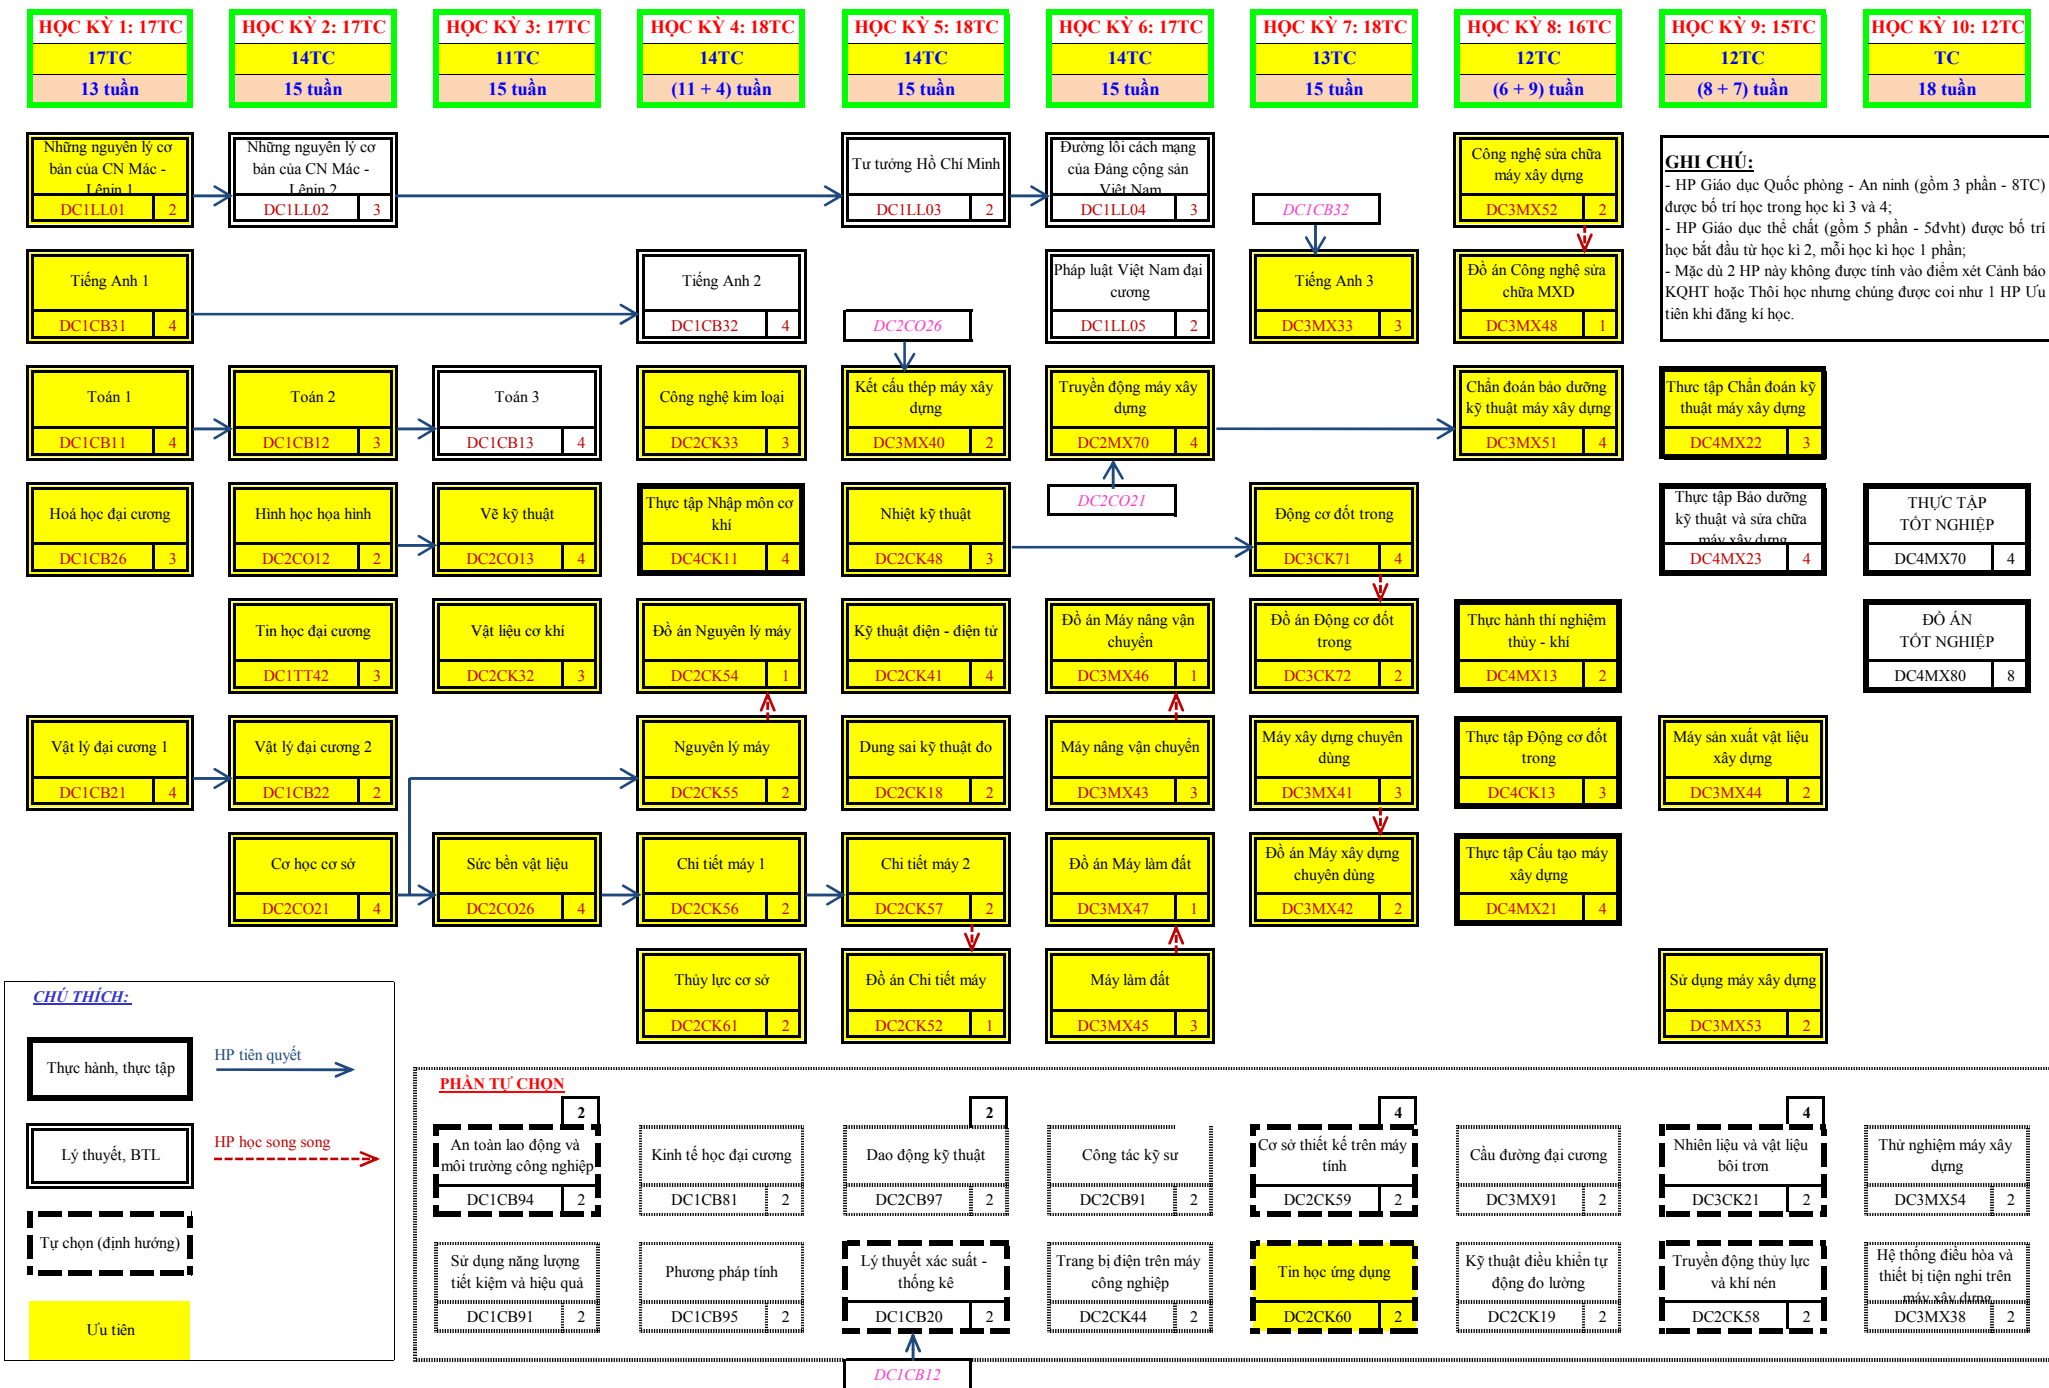 HỌC KỲ 1: 17TC
17TC
13 tuần
HỌC KỲ 2: 17TC
14TC
15 tuần
HỌC KỲ 3: 17TC
11TC
15 tuần
HỌC KỲ 4: 18TC
14TC
(11 + 4) tuần
HỌC KỲ 5: 18TC
14TC
15 tuần
HỌC KỲ 6: 17TC
14TC
15 tuần
HỌC KỲ 7: 18TC
13TC
15 tuần
HỌC KỲ 8: 16TC
12TC
(6 + 9) tuần
HỌC KỲ 9: 15TC
12TC
(8 + 7) tuần
HỌC KỲ 10: 12TC
TC
18 tuần
Những nguyên lý cơ
bản của CN Mác -
Lênin 1
DC1LL01 2
Những nguyên lý cơ
bản của CN Mác -
Lênin 2
DC1LL02 3
Tư tưởng Hồ Chí Minh
DC1LL03 2
Đường lối cách mạng
của Đảng cộng sản
Việt Nam
DC1LL04 3
DC1CB32
Công nghệ sửa chữa
máy xây dựng
DC3MX52 2
GHI CHÚ:
- HP Giáo dục Quốc phòng - An ninh (gồm 3 phần - 8TC)
được bố trí học trong học kì 3 và 4;
- HP Giáo dục thể chất (gồm 5 phần - 5đvht) được bố trí
học bắt đầu từ học kì 2, mỗi học kì học 1 phần;
- Mặc dù 2 HP này không được tính vào điểm xét Cảnh báo
KQHT hoặc Thôi học nhưng chúng được coi như 1 HP Ưu
tiên khi đăng kí học.
Tiếng Anh 1
DC1CB31 4
Tiếng Anh 2
DC1CB32 4
DC2CO26
Pháp luật Việt Nam đại
cương
DC1LL05 2
Tiếng Anh 3
DC3MX33 3
Đồ án Công nghệ sửa
chữa MXD
DC3MX48 1
Toán 1
DC1CB11 4
Toán 2
DC1CB12 3
Toán 3
DC1CB13 4
Công nghệ kim loại
DC2CK33 3
Kết cấu thép máy xây
dựng
DC3MX40 2
Truyền động máy xây
dựng
DC2MX70 4
Chẩn đoán bảo dưỡng
kỹ thuật máy xây dựng
DC3MX51 4
Thực tập Chẩn đoán kỹ
thuật máy xây dựng
DC4MX22 3
Hoá học đại cương
DC1CB26 3
Hình học họa hình
DC2CO12 2
Vẽ kỹ thuật
DC2CO13 4
Thực tập Nhập môn cơ
khí
DC4CK11 4
Nhiệt kỹ thuật
DC2CK48 3
DC2CO21
Động cơ đốt trong
DC3CK71 4
Thực tập Bảo dưỡng
kỹ thuật và sửa chữa
máy xây dựng
DC4MX23 4
THỰC TẬP
TỐT NGHIỆP
DC4MX70 4
Tin học đại cương
DC1TT42 3
Vật liệu cơ khí
DC2CK32 3
Đồ án Nguyên lý máy
DC2CK54 1
Kỹ thuật điện - điện tử
DC2CK41 4
Đồ án Máy nâng vận
chuyển
DC3MX46 1
Đồ án Động cơ đốt
trong
DC3CK72 2
Thực hành thí nghiệm
thủy - khí
DC4MX13 2
ĐỒ ÁN
TỐT NGHIỆP
DC4MX80 8
Vật lý đại cương 1
DC1CB21 4
Vật lý đại cương 2
DC1CB22 2
Nguyên lý máy
DC2CK55 2
Dung sai kỹ thuật đo
DC2CK18 2
Máy nâng vận chuyển
DC3MX43 3
Máy xây dựng chuyên
dùng
DC3MX41 3
Thực tập Động cơ đốt
trong
DC4CK13 3
Máy sản xuất vật liệu
xây dựng
DC3MX44 2
Cơ học cơ sở
DC2CO21 4
Sức bền vật liệu
DC2CO26 4
Chi tiết máy 1
DC2CK56 2
Chi tiết máy 2
DC2CK57 2
Đồ án Máy làm đất
DC3MX47 1
Đồ án Máy xây dựng
chuyên dùng
DC3MX42 2
Thực tập Cấu tạo máy
xây dựng
DC4MX21 4
Thủy lực cơ sở
DC2CK61 2
Đồ án Chi tiết máy
DC2CK52 1
Máy làm đất
DC3MX45 3
Sử dụng máy xây dựng
DC3MX53 2
CHÚ THÍCH:
Thực hành, thực tập
HP tiên quyết
Lý thuyết, BTL
HP học song song
Tự chọn (định hướng)
Ưu tiên
PHẦN TỰ CHỌN
2
2
4
4
An toàn lao động và
môi trường công nghiệp
DC1CB94 2
Kinh tế học đại cương
DC1CB81 2
Dao động kỹ thuật
DC2CB97 2
Công tác kỹ sư
DC2CB91 2
Cơ sở thiết kế trên máy
tính
DC2CK59 2
Cầu đường đại cương
DC3MX91 2
Nhiên liệu và vật liệu
bôi trơn
DC3CK21 2
Thử nghiệm máy xây
dựng
DC3MX54 2
Sử dụng năng lượng
tiết kiệm và hiệu quả
DC1CB91 2
Phương pháp tính
DC1CB95 2
Lý thuyết xác suất -
thống kê
DC1CB20 2
Trang bị điện trên máy
công nghiệp
DC2CK44 2
Tin học ứng dụng
DC2CK60 2
Kỹ thuật điều khiển tự
động đo lường
DC2CK19 2
Truyền động thủy lực
và khí nén
DC2CK58 2
Hệ thống điều hòa và
thiết bị tiện nghi trên
máy xây dựng
DC3MX38 2
DC1CB12